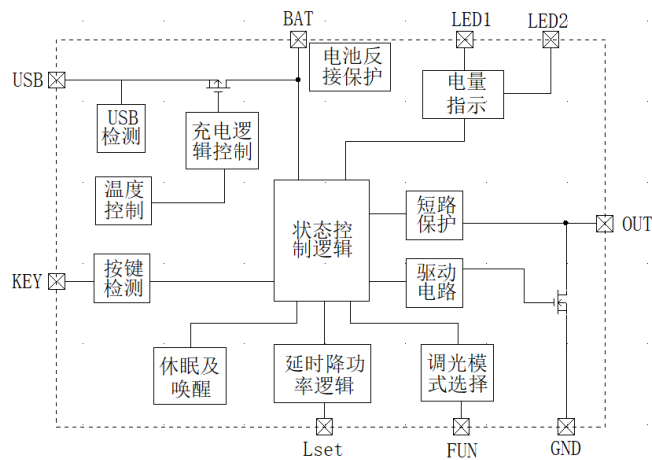 BAT
LED1
LED2
电池反
接保护
USB
电量
指示
USB
检测
充电逻
辑控制
温度
控制
状态控
制逻辑
短路
保护
OUT
KEY
按键
检测
驱动
电路
休眠及
唤醒
延时降功
率逻辑
调光模
式选择
Lset
FUN
GND